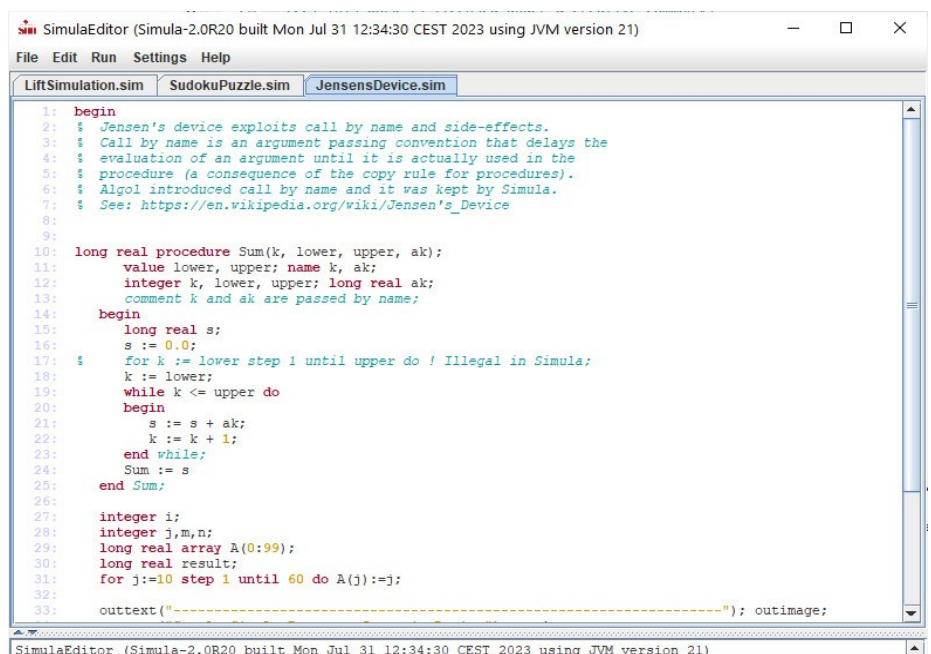 SimulaEditor (Simula-2.0R20 built Mon Jul 31 12:34:30 CEST 2023 using JVM version 21)
File Edit Run Settings Help
LiftSimulation.sim SudokuPuzzle.sim JensensDevice.sim
1: begin
2: % Jensen's device exploits call by name and side-effects.
3: % Call by name is an argument passing convention that delays the
4: % evaluation of an argument until it is actually used in the
5: % procedure (a consequence of the copy rule for procedures).
6: % Algol introduced call by name and it was kept by Simula.
7: % See: https://en.wikipedia.org/wiki/Jensen's_Device
8:
9:
10: long real procedure Sum(k, lower, upper, ak);
11: value lower, upper; name k, ak;
12: integer k, lower, upper; long real ak;
13: comment k and ak are passed by name;
14: begin
15: long real s;
16: s := 0.0;
17: % for k := lower step 1 until upper do ! Illegal in Simula;
18: k := lower;
19: while k <= upper do
20: begin
21: s := s + ak;
22: k := k + 1;
23: end while;
24: Sum := s
25: end Sum;
26:
27: integer i;
28: integer j,m,n;
29: long real array A(0:99);
30: long real result;
31: for j:=10 step 1 until 60 do A(j):=j;
32:
33: outtext("---------------------------------------------------------------------"); outimage;
SimulaEditor (Simula-2.0R20 built Mon Jul 31 12:34:30 CEST 2023 using JVM version 21)